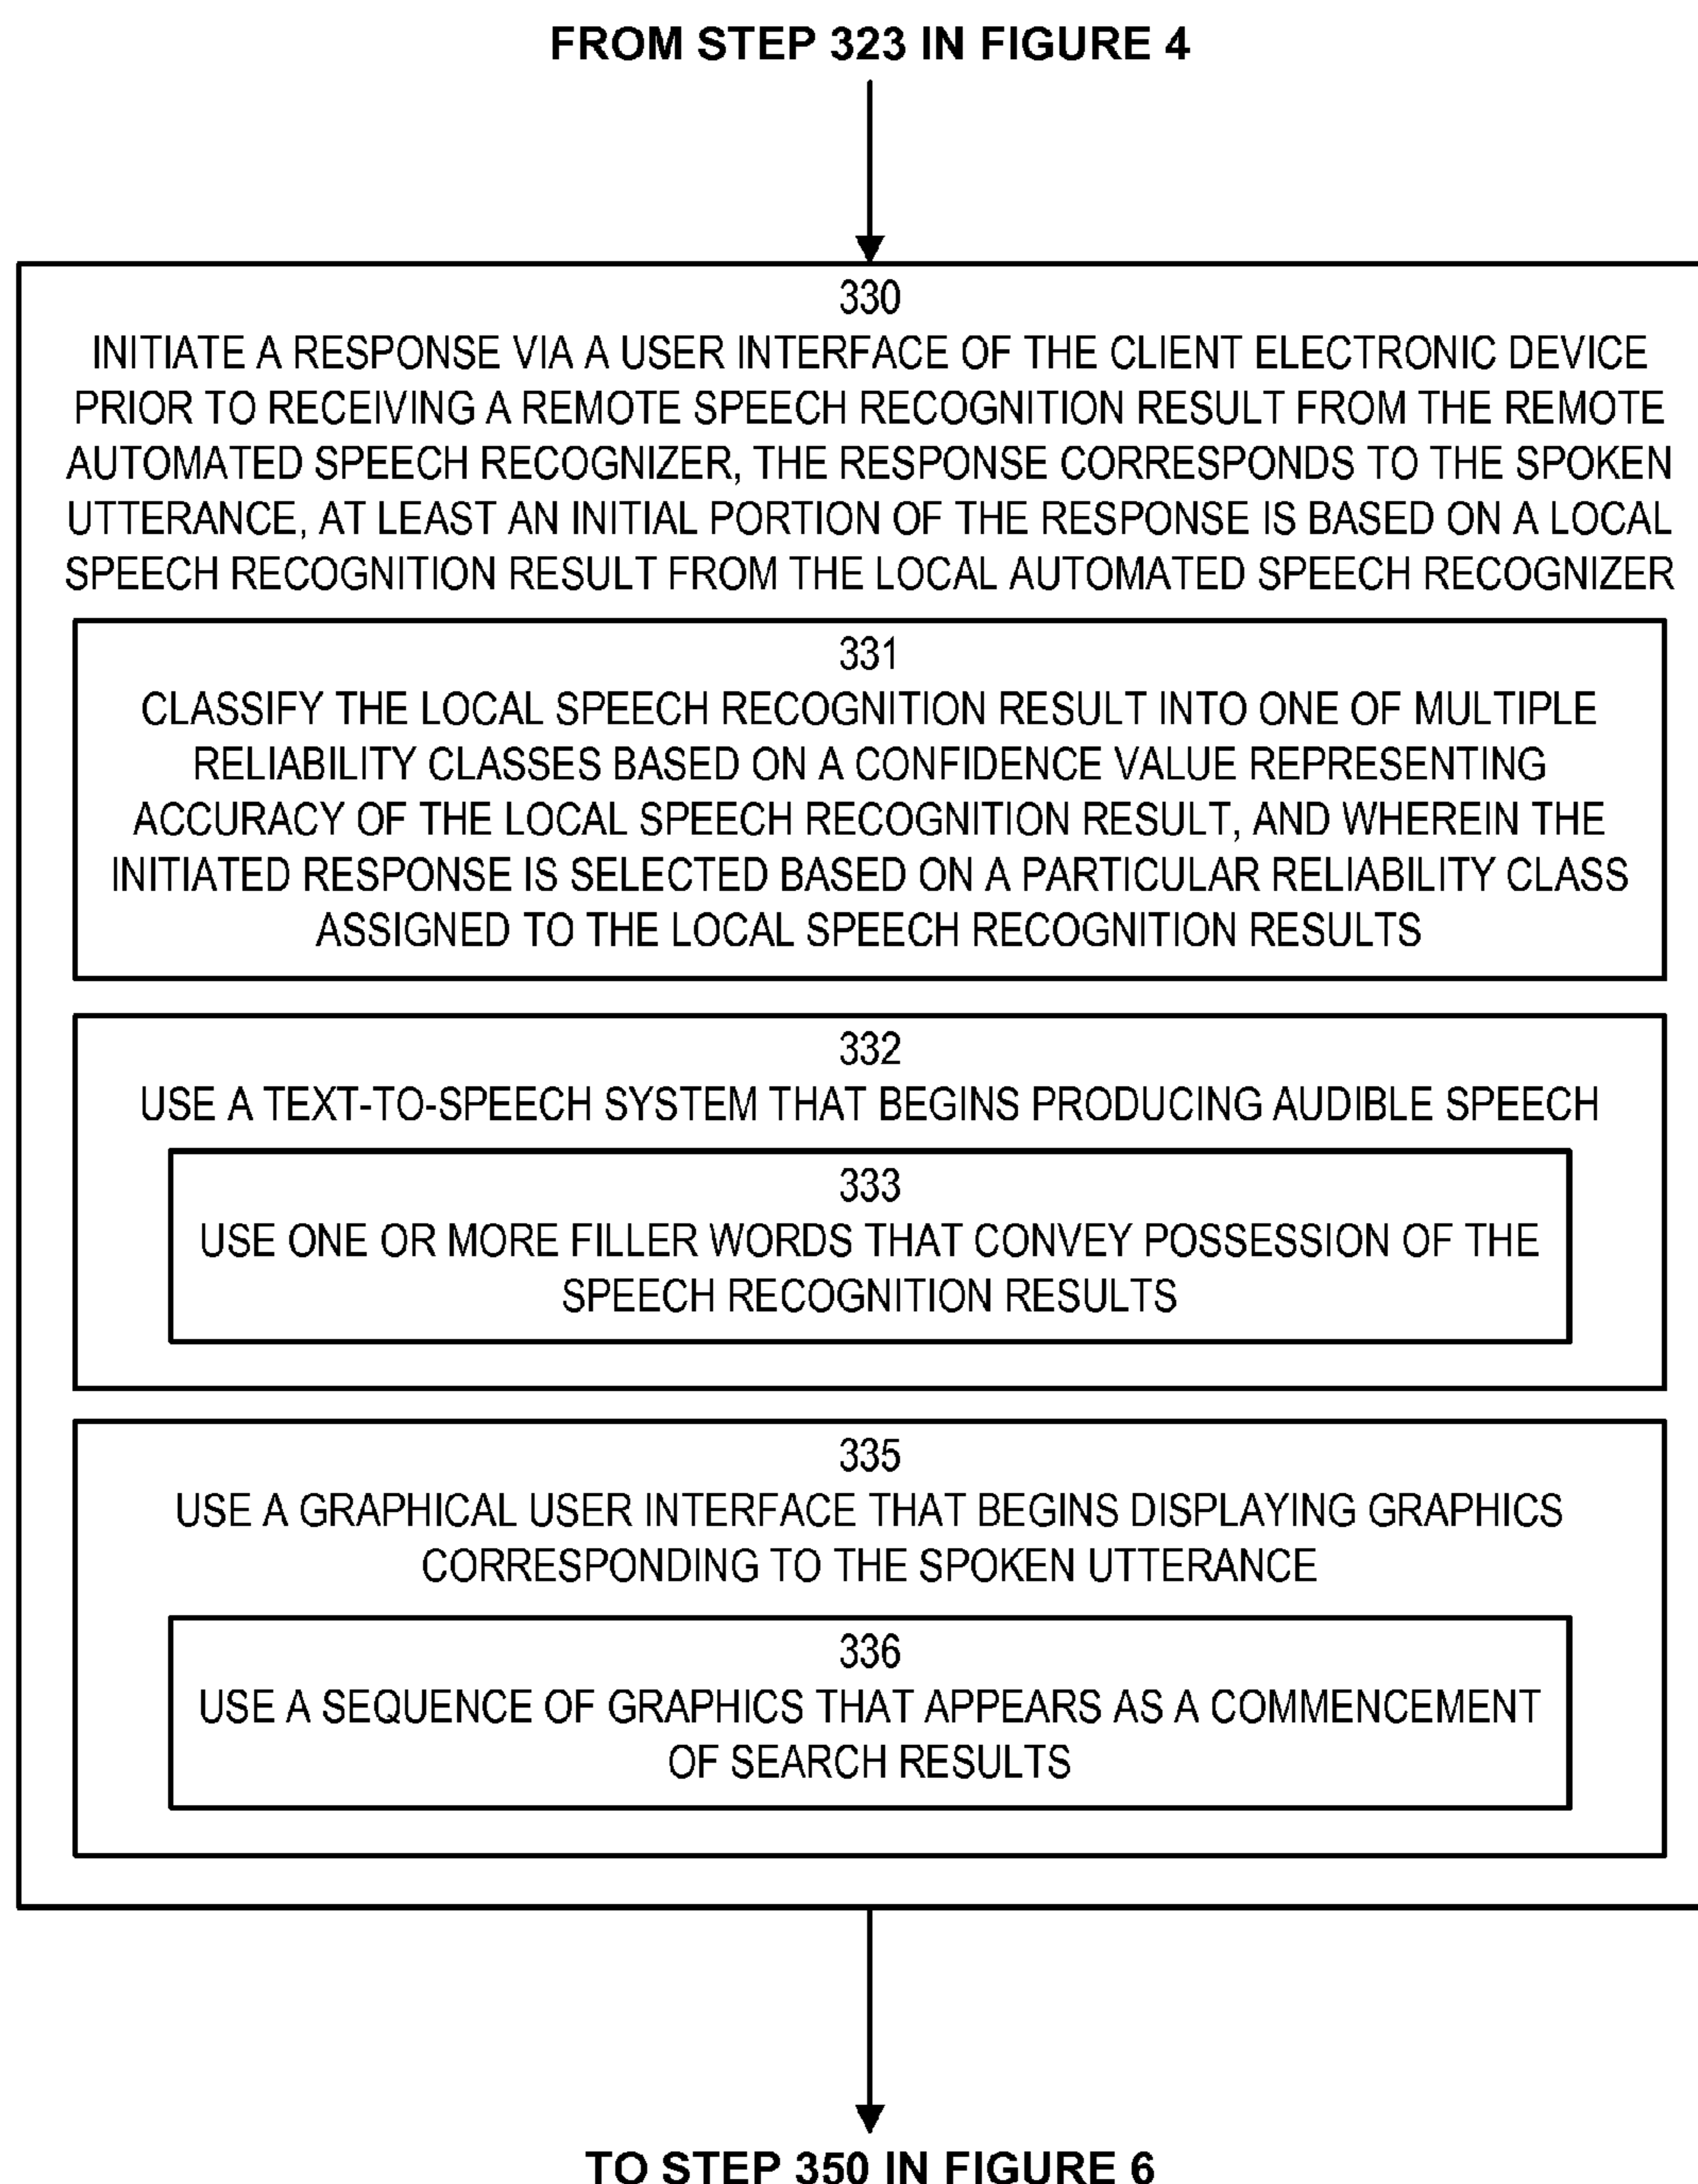 FROM STEP 323 IN FIGURE 4
330
INITIATE A RESPONSE VIA A USER INTERFACE OF THE CLIENT ELECTRONIC DEVICE
PRIOR TO RECEIVING A REMOTE SPEECH RECOGNITION RESULT FROM THE REMOTE
AUTOMATED SPEECH RECOGNIZER, THE RESPONSE CORRESPONDS TO THE SPOKEN
UTTERANCE, AT LEAST AN INITIAL PORTION OF THE RESPONSE IS BASED ON A LOCAL
SPEECH RECOGNITION RESULT FROM THE LOCAL AUTOMATED SPEECH RECOGNIZER
331
CLASSIFY THE LOCAL SPEECH RECOGNITION RESULT INTO ONE OF MULTIPLE
RELIABILITY CLASSES BASED ON A CONFIDENCE VALUE REPRESENTING
ACCURACY OF THE LOCAL SPEECH RECOGNITION RESULT, AND WHEREIN THE
INITIATED RESPONSE IS SELECTED BASED ON A PARTICULAR RELIABILITY CLASS
ASSIGNED TO THE LOCAL SPEECH RECOGNITION RESULTS
332
USE A TEXT-TO-SPEECH SYSTEM THAT BEGINS PRODUCING AUDIBLE SPEECH
333
USE ONE OR MORE FILLER WORDS THAT CONVEY POSSESSION OF THE
SPEECH RECOGNITION RESULTS
335
USE A GRAPHICAL USER INTERFACE THAT BEGINS DISPLAYING GRAPHICS
CORRESPONDING TO THE SPOKEN UTTERANCE
336
USE A SEQUENCE OF GRAPHICS THAT APPEARS AS A COMMENCEMENT
OF SEARCH RESULTS
TO STEP 350 IN FIGURE 6